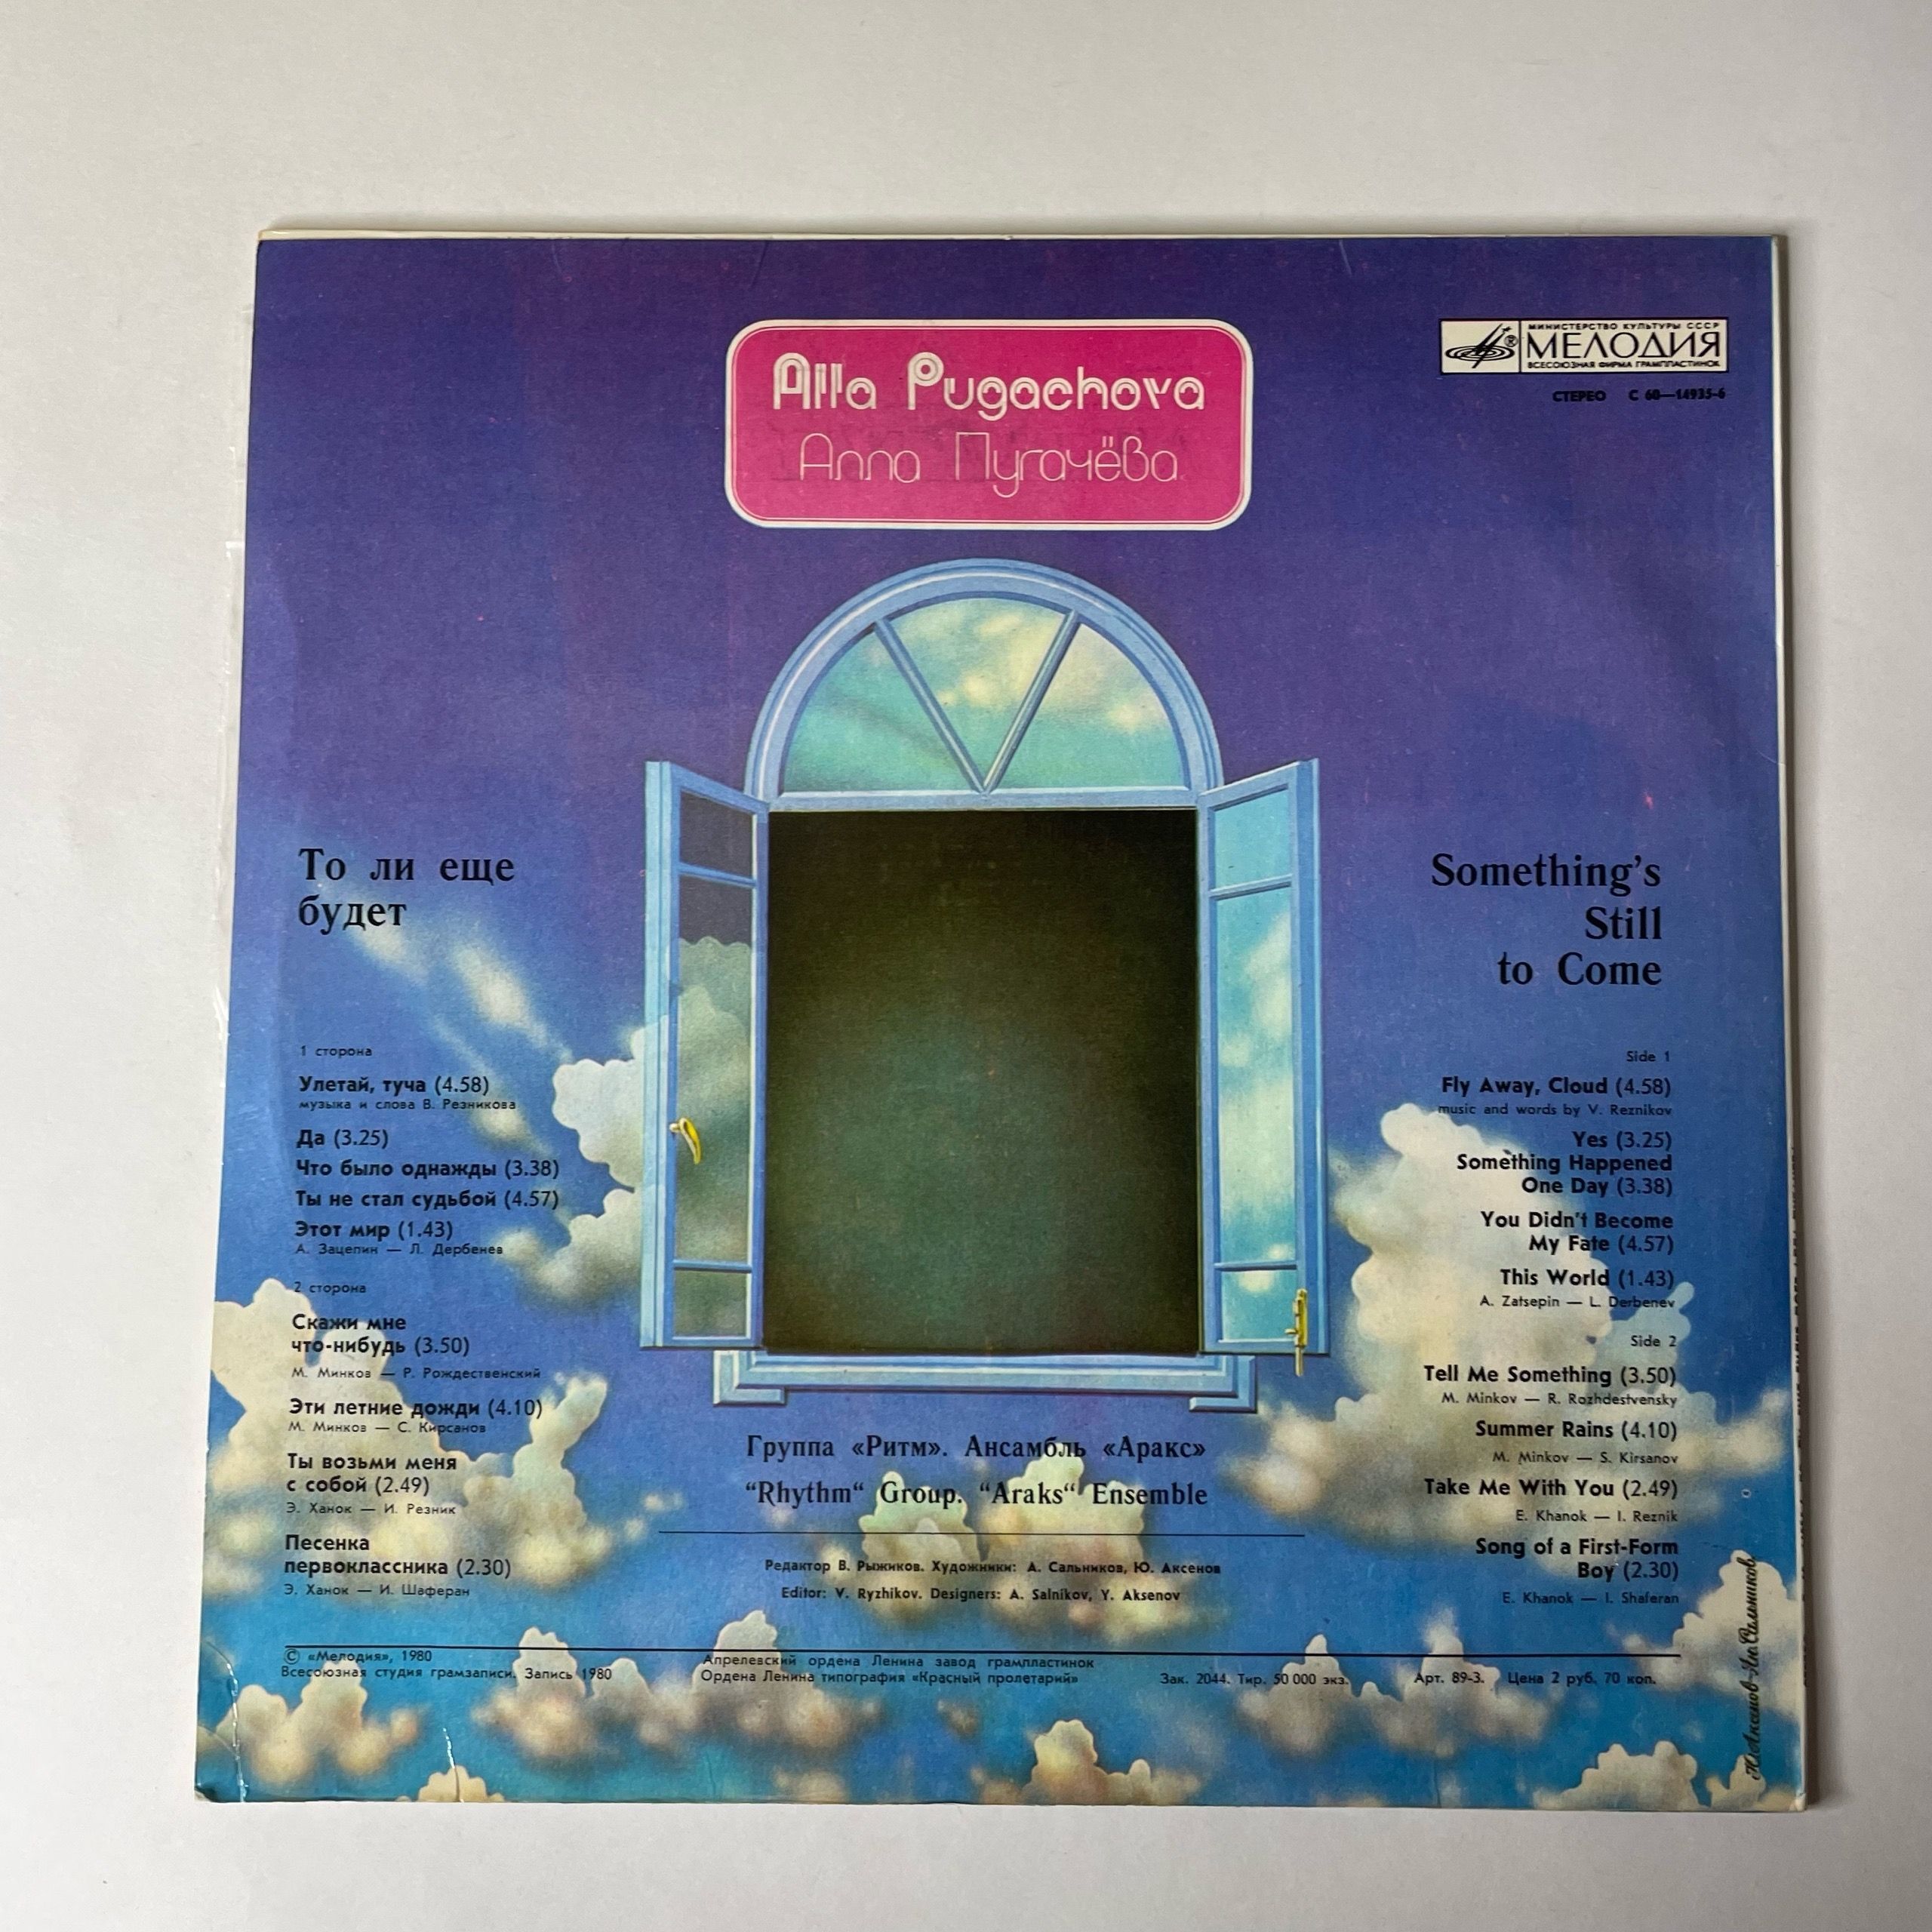 Alla Pugachova
Алла Пугачёва
МИНИСТЕРСТВО КУЛЬТУРЫ СССР
МЕЛОДИЯ
ВСЕСОЮЗНАЯ ФИРМА ГРАМПЛАСТИНОК
СТЕРЕО С 60—14935-6
То ли еще
будет
1 сторона
Улетай, туча (4.58)
музыка и слова В. Резникова
Да (3.25)
Что было однажды (3.38)
Ты не стал судьбой (4.57)
Этот мир (1.43)
А. Зацепин — Л. Дербенев
2 сторона
Скажи мне
что-нибудь (3.50)
М. Минков — Р. Рождественский
Эти летние дожди (4.10)
М. Минков — С. Кирсанов
Ты возьми меня
с собой (2.49)
Э. Ханок — И. Резник
Песенка
первоклассника (2.30)
Э. Ханок — И. Шаферан
Something's
Still
to Come
Side 1
Fly Away, Cloud (4.58)
music and words by V. Reznikov
Yes (3.25)
Something Happened
One Day (3.38)
You Didn't Become
My Fate (4.57)
This World (1.43)
A. Zatsepin — L. Derbenev
Side 2
Tell Me Something (3.50)
M. Minkov — R. Rozhdestvensky
Summer Rains (4.10)
M. Minkov — S. Kirsanov
Take Me With You (2.49)
E. Khanok — I. Reznik
Song of a First-Form
Boy (2.30)
E. Khanok — I. Shaferan
Группа «Ритм». Ансамбль «Аракс»
“Rhythm“ Group. “Araks“ Ensemble
Редактор В. Рыжиков. Художники: А. Сальников, Ю. Аксенов
Editor: V. Ryzhikov. Designers: A. Salnikov, Y. Aksenov
© «Мелодия», 1980
Всесоюзная студия грамзаписи. Запись 1980
Апрелевский ордена Ленина завод грампластинок
Ордена Ленина типография «Красный пролетарий»
Зак. 2044. Тир. 50 000 экз.
Арт. 89-3. Цена 2 руб. 70 коп.